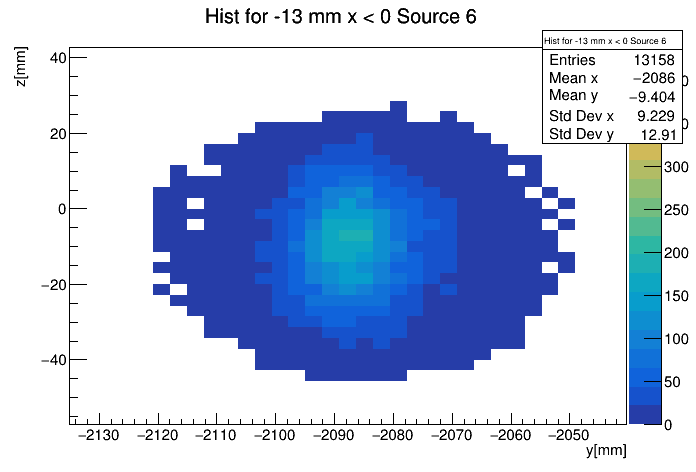 Hist for -13 mm x < 0 Source 6
z[mm]
Hist for -13 mm x < 0 Source 6
Entries 13158
Mean x −2086
Mean y −9.404
Std Dev x 9.229
Std Dev y 12.91
40
20
0
−20
−40
0
0
300
250
200
150
100
50
0
−2130 −2120 −2110 −2100 −2090 −2080 −2070 −2060 −2050
y[mm]